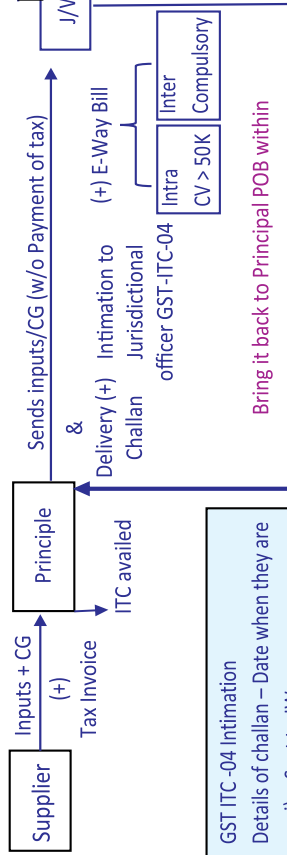 Supplier
Inputs + CG
(+)
Tax Invoice
Principle
ITC availed
Sends inputs/CG (w/o Payment of tax)
&
Delivery (+)
Challan
Intimation to
Jurisdictional
officer GST-ITC-04
(+) E-Way Bill
Intra
CV > 50K
Inter
Compulsory
J/W
Bring it back to Principal POB within
GST ITC -04 Intimation
Details of challan – Date when they are